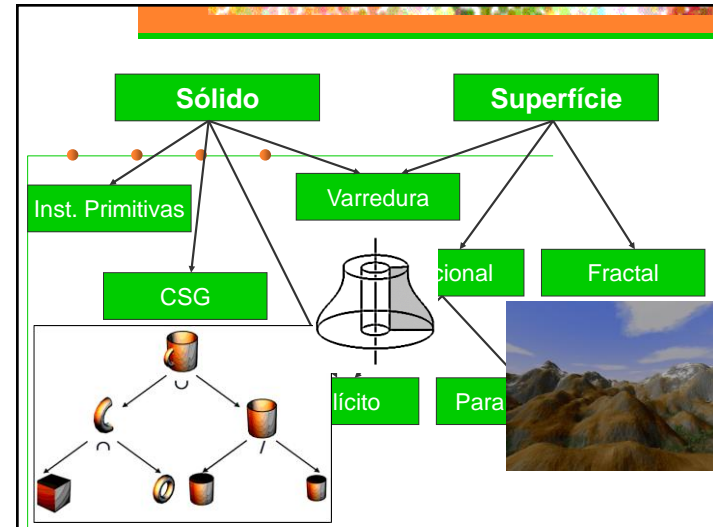 Sólido
Superfície
Inst. Primitivas
Varredura
cional
Fractal
CSG
lícito
Para